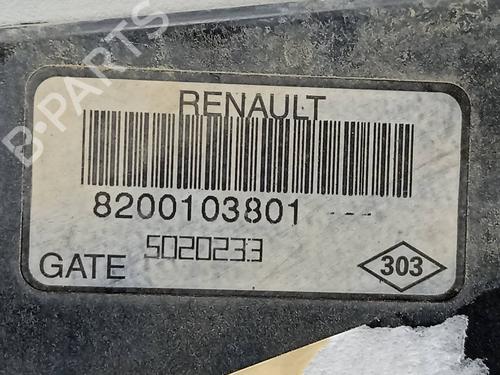 B-PARTS
RENAULT
8200103801 ---
5020233
GATE
303